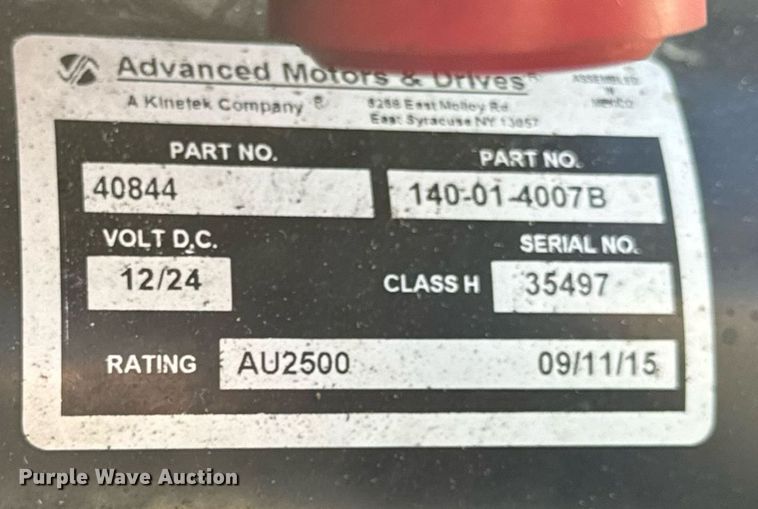 Advanced Motors & Drives®
ASSEMBLED
IN
MEXICO
A Kinetek Company ®
East Molloy Rd
East Syracuse NY 13057
PART NO.
PART NO.
40844
140-01-4007B
VOLT D.C.
SERIAL NO.
12/24
CLASS H
35497
RATING
AU2500
09/11/15
Purple Wave Auction